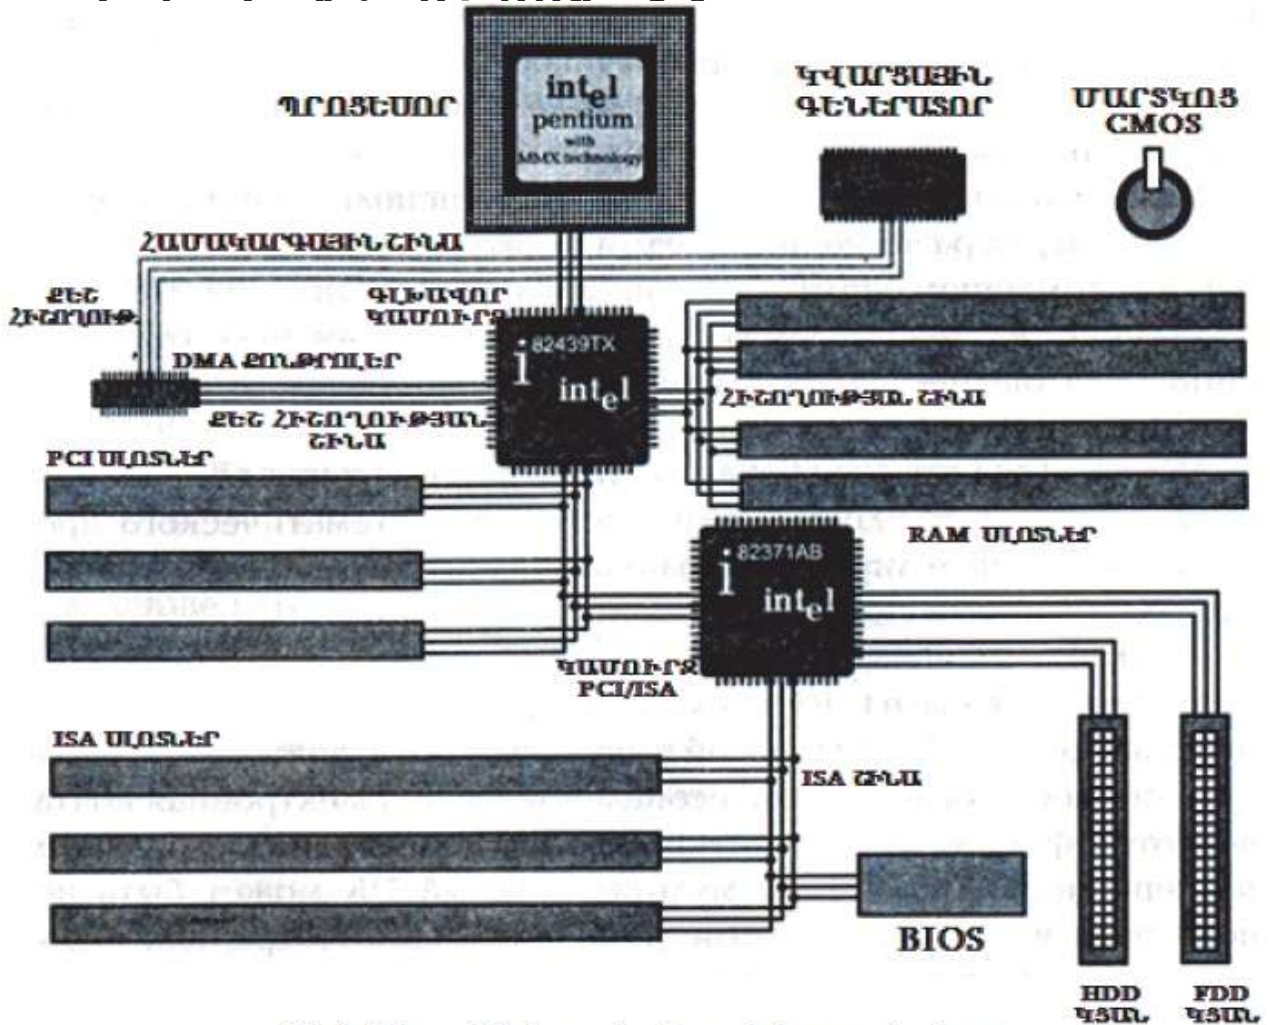 ՊՐՈՑԵՍՈՐ
intel
pentium
with
MMX technology
ԿՎԱՐՑԱՅԻՆ
ԳԵՆԵՐԱՏՈՐ
ՄԱՐՏԿՈՑ
CMOS
ՀԱՄԱԿԱՐԳԱՅԻՆ ՇԻՆԱ
ՔԵՇ
ՀԻՇՈՂՈՒԹ.
ԳԼԽԱՎՈՐ
ԿԱՄՈՒՐՋ
82439TX
intel
DMA ՔՈՆԹՐՈԼԵՐ
ՔԵՇ ՀԻՇՈՂՈՒԹՅԱՆ
ՇԻՆԱ
ՀԻՇՈՂՈՒԹՅԱՆ ՇԻՆԱ
PCI ՍԼՈՏՆԵՐ
RAM ՍԼՈՏՆԵՐ
82371AB
intel
ԿԱՄՈՒՐՋ
PCI/ISA
ISA ՍԼՈՏՆԵՐ
ISA ՇԻՆԱ
BIOS
HDD
ԿՑԱՆ
FDD
ԿՑԱՆ